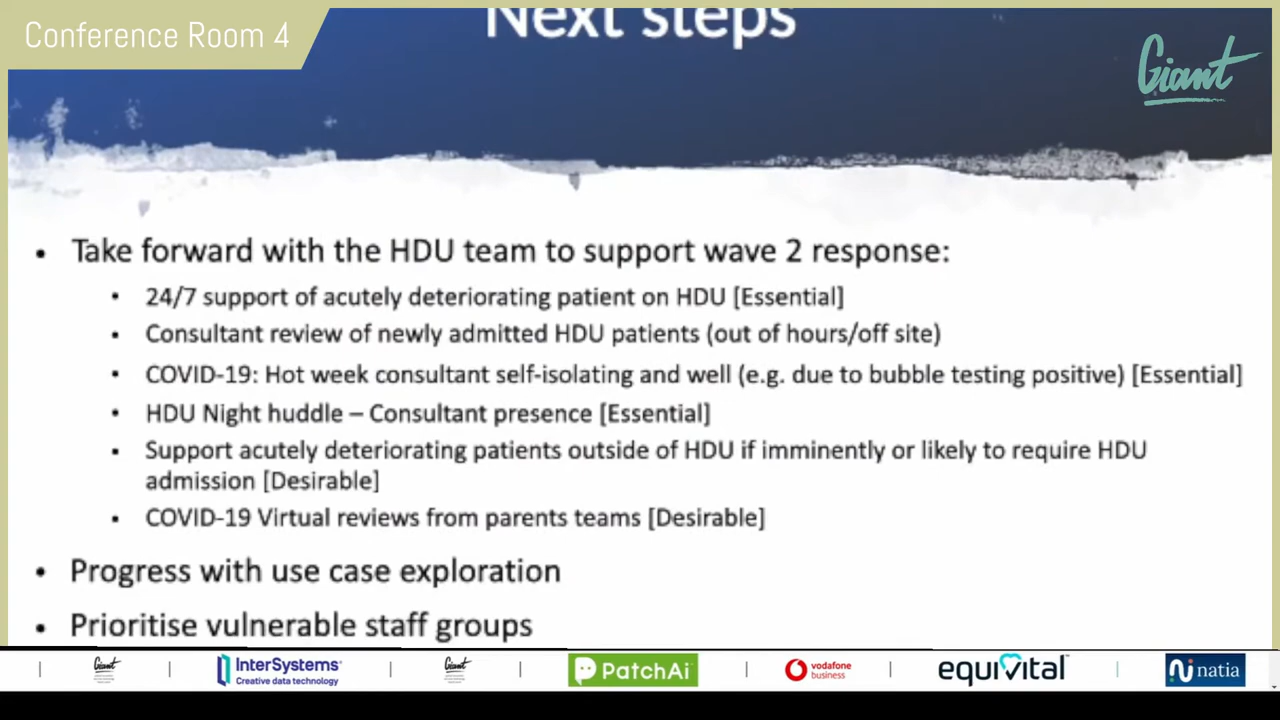 Conference Room 4
Next steps
Giant
• Take forward with the HDU team to support wave 2 response:
• 24/7 support of acutely deteriorating patient on HDU [Essential]
• Consultant review of newly admitted HDU patients (out of hours/off site)
• COVID-19: Hot week consultant self-isolating and well (e.g. due to bubble testing positive) [Essential]
• HDU Night huddle – Consultant presence [Essential]
• Support acutely deteriorating patients outside of HDU if imminently or likely to require HDU
admission [Desirable]
• COVID-19 Virtual reviews from parents teams [Desirable]
• Progress with use case exploration
• Prioritise vulnerable staff groups
Giant
InterSystems
Creative data technology
Giant
PatchAi
vodafone
business
equivital
natia